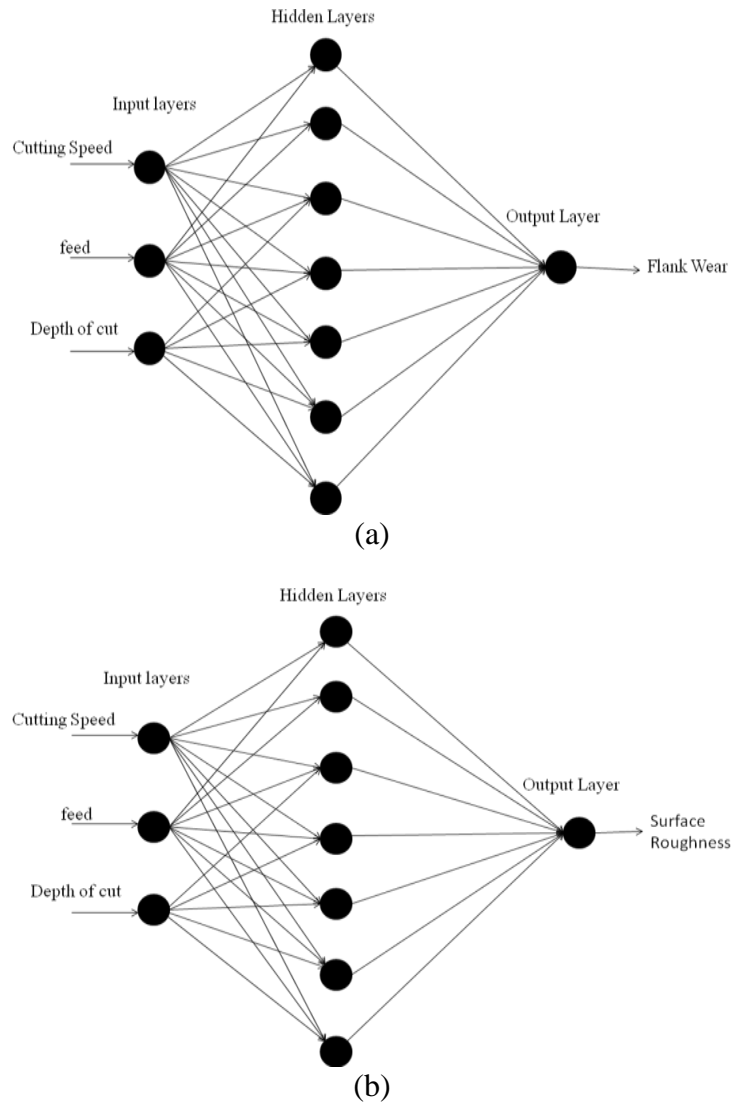 Hidden Layers
Input layers
Cutting Speed
feed
Depth of cut
Output Layer
Flank Wear
(a)
Hidden Layers
Input layers
Cutting Speed
feed
Depth of cut
Output Layer
Surface
Roughness
(b)